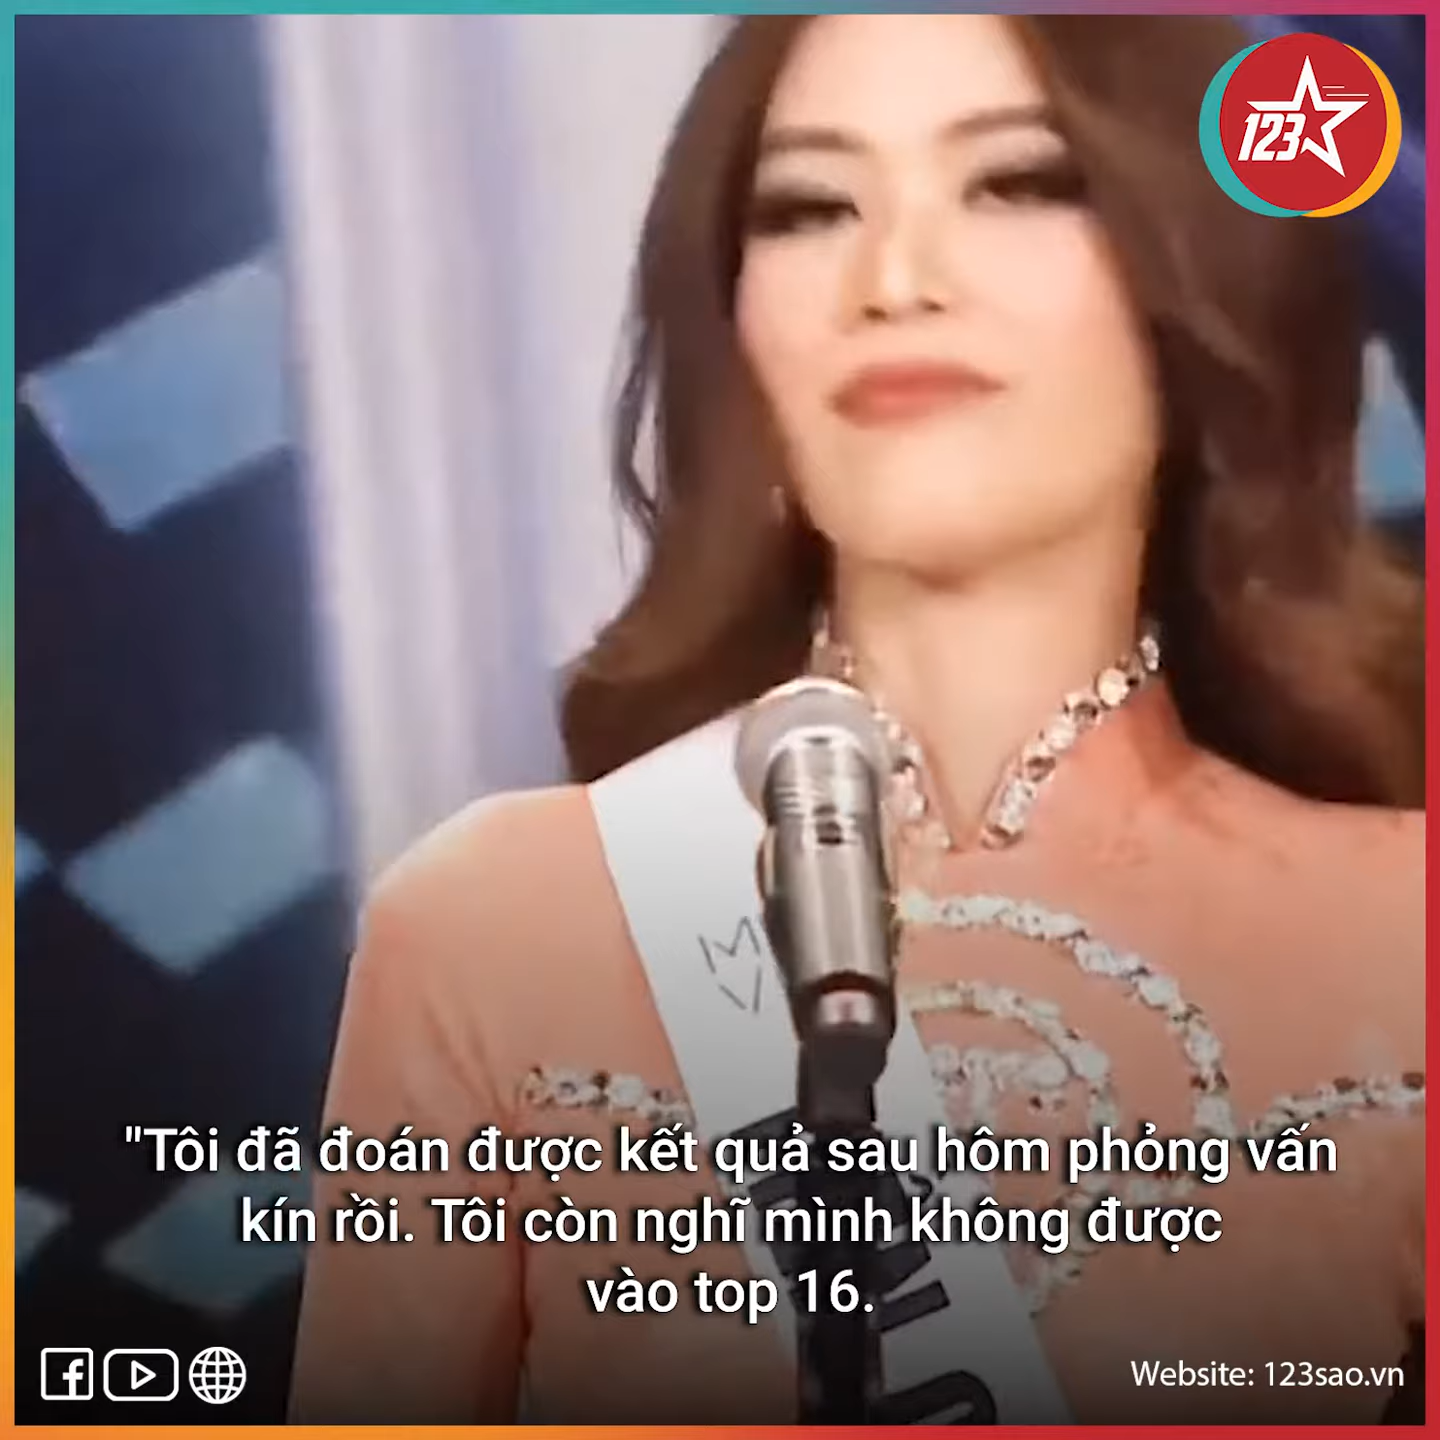 123
M
V
"Tôi đã đoán được kết quả sau hôm phỏng vấn
kín rồi. Tôi còn nghĩ mình không được
vào top 16.
Website: 123sao.vn